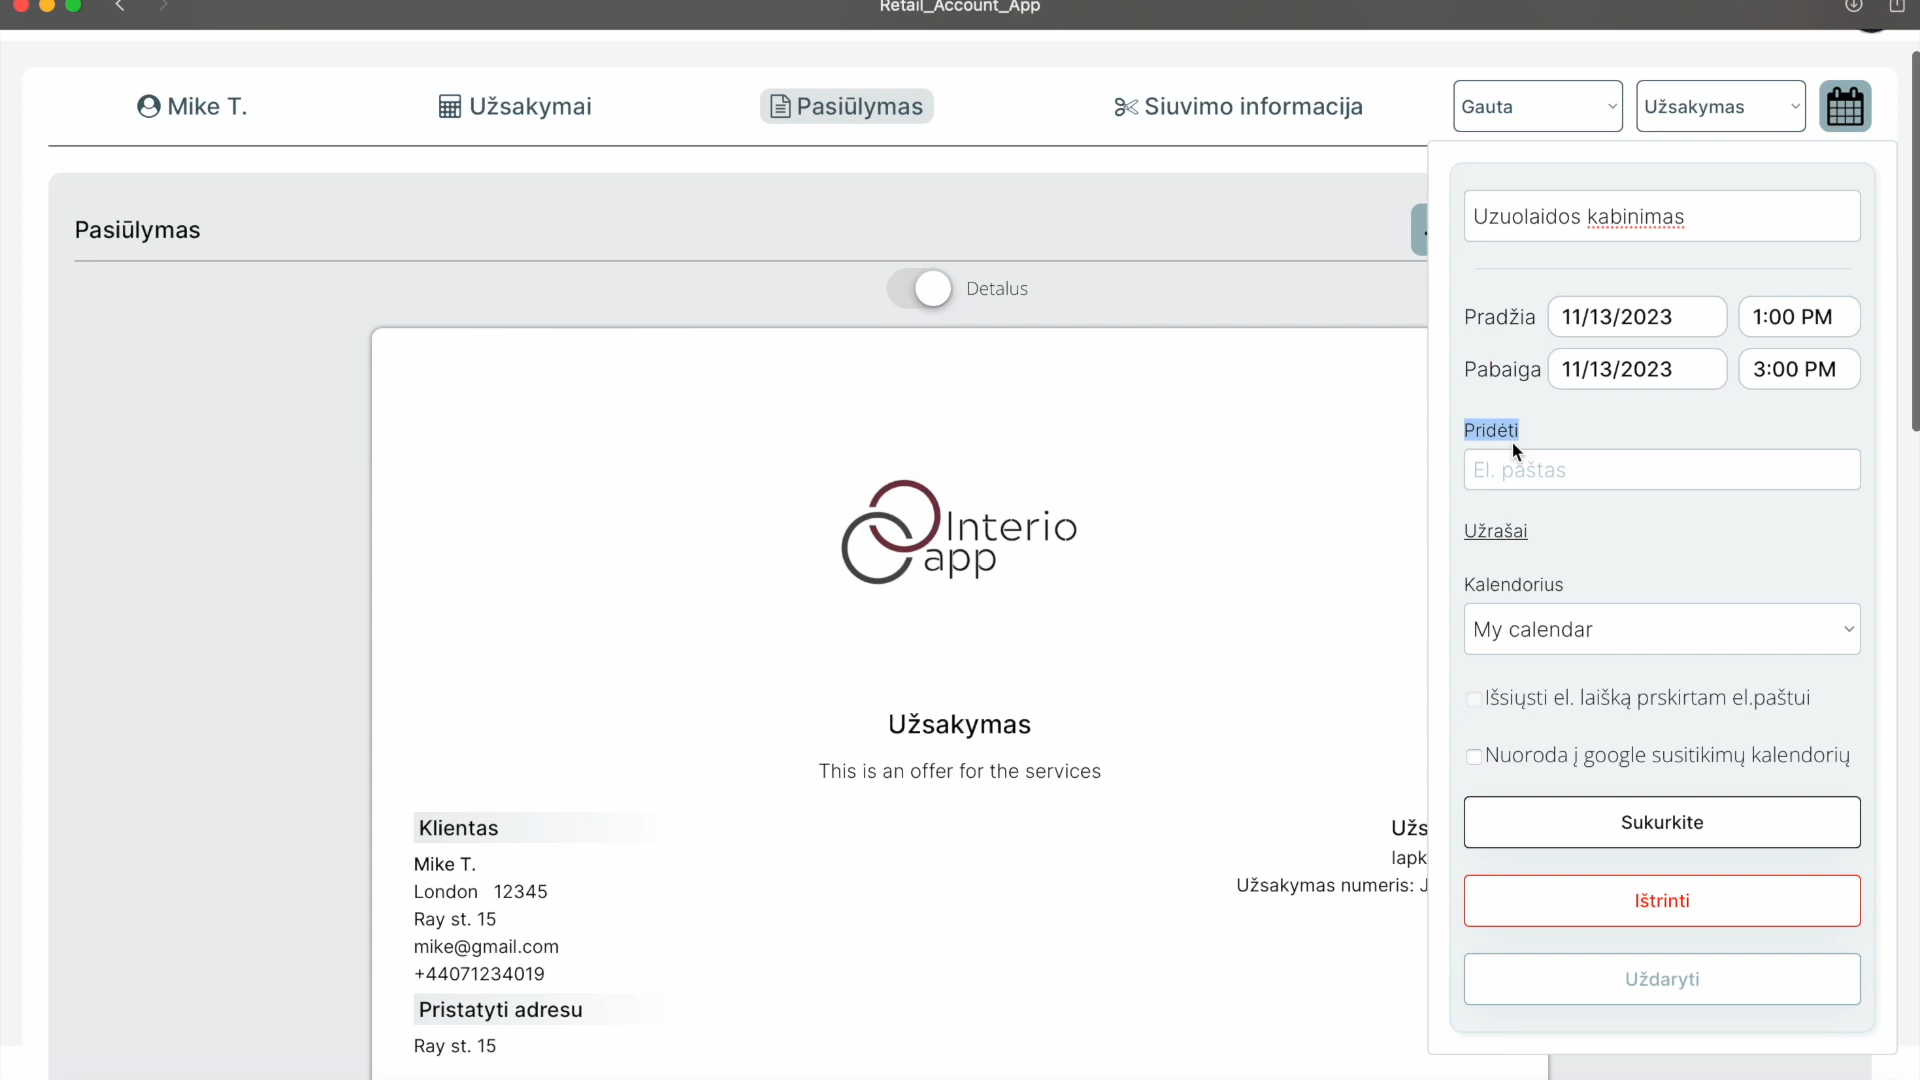 Retail_Account_App
Mike T.
Užsakymai
Pasiūlymas
Siuvimo informacija
Gauta
Užsakymas
Pasiūlymas
Detalus
Interio
app
Užsakymas
This is an offer for the services
Klientas
Mike T.
London 12345
Ray st. 15
mike@gmail.com
+44071234019
Pristatyti adresu
Ray st. 15
Užs
lapk
Užsakymas numeris: J
Uzuolaidos kabinimas
Pradžia 11/13/2023 1:00 PM
Pabaiga 11/13/2023 3:00 PM
Pridėti
El. paštas
Užrašai
Kalendorius
My calendar
Išsiųsti el. laišką prskirtam el.paštui
Nuoroda į google susitikimų kalendorių
Sukurkite
Ištrinti
Uždaryti